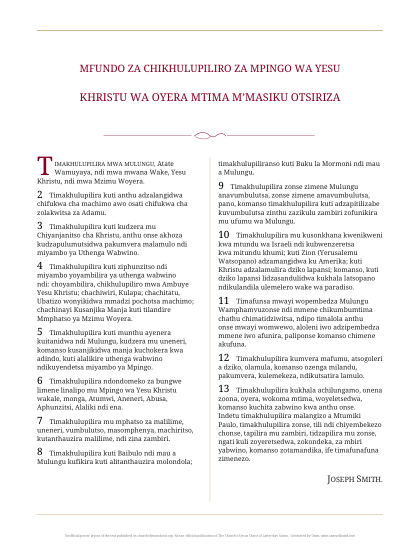 MFUNDO ZA CHIKHULUPILIRO ZA MPINGO WA YESU
KHRISTU WA OYERA MTIMA M'MASIKU OTSIRIZA
TIMAKHULUPILIRA MWA MULUNGU, Atate
Wamuyaya, ndi mwa mwana Wake, Yesu
Khristu, ndi mwa Mzimu Woyera.
2 Timakhulupilira kuti anthu adzalangidwa
chifukwa cha machimo awo osati chifukwa cha
zolakwitsa za Adamu.
3 Timakhulupilira kuti kudzera mu
Chiyanjanitso cha Khristu, anthu onse akhoza
kudzapulumutsidwa pakumvera malamulo ndi
miyambo ya Uthenga Wabwino.
4 Timakhulupilira kuti ziphunzitso ndi
miyambo yoyambilira ya uthenga wabwino
ndi: choyambilira, chikhulupiliro mwa Ambuye
Yesu Khristu; chachiwiri, Kulapa; chachitatu,
Ubatizo wonyikidwa mmadzi pochotsa machimo;
chachinayi Kusanjika Manja kuti tilandire
Mmphatso ya Mzimu Woyera.
5 Timakhulupilira kuti munthu ayenera
kuitanidwa ndi Mulungu, kudzera mu uneneri,
komanso kusanjikidwa manja kuchokera kwa
adindo, kuti alalikire uthenga wabwino
ndikuyendetsa miyambo ya Mpingo.
6 Timakhulupilira ndondomeko za bungwe
limene linalipo mu Mpingo wa Yesu Khristu
wakale, monga, Atumwi, Aneneri, Abusa,
Aphunzitsi, Alaliki ndi ena.
7 Timakhulupilira mu mphatso za malilime,
uneneri, vumbulutso, masomphenya, machiritso,
kutanthauzira malilime, ndi zina zambiri.
8 Timakhulupilira kuti Baibulo ndi mau a
Mulungu kufikira kuti alitanthauzira molondola;
timakhulupiliranso kuti Buku la Mormoni ndi mau
a Mulungu.
9 Timakhulupilira zonse zimene Mulungu
anavumbulutsa, zonse zimene amavumbulutsa,
pano, komanso timakhulupilira kuti adzapitilizabe
kuvumbulutsa zinthu zazikulu zambiri zofunikira
mu ufumu wa Mulungu.
10 Timakhulupilira mu kusonkhana kwenikweni
kwa mtundu wa Israeli ndi kubwenzeretsa
kwa mitundu khumi; kuti Zion (Yerusalemu
Watsopano) adzamangidwa ku Amerika; kuti
Khristu adzalamulira dziko lapansi; komanso, kuti
dziko lapansi lidzasandulidwa kukhala latsopano
ndikulandila ulemelero wake wa paradiso.
11 Timafunsa mwayi wopembedza Mulungu
Wamphamvuzonse ndi mmene chikumbumtima
chathu chimatidziwitsa, ndipo timalola anthu
onse mwayi womwewo, aloleni iwo adzipembedza
mmene iwo afunira, paliponse komanso chimene
akufuna.
12 Timakhulupilira kumvera mafumu, atsogoleri
a dziko, olamula, komanso ozenga milandu,
pakumvera, kulemekeza, ndikutsatira lamulo.
13 Timakhulupilira kukhala achilungamo, onena
zoona, oyera, wokoma mtima, woyeletsedwa,
komanso kuchita zabwino kwa anthu onse.
Indetu timakhulupilira malangizo a Mtumiki
Paulo, timakhulupilira zonse, tili ndi chiyembekezo
chonse, tapilira mu zambiri, tidzapilira mu zonse,
ngati kuli zoyeretsedwa, zokondeka, za mbiri
yabwino, komanso zotamandika, ife timafunafuna
zimenezo.
JOSEPH SMITH.